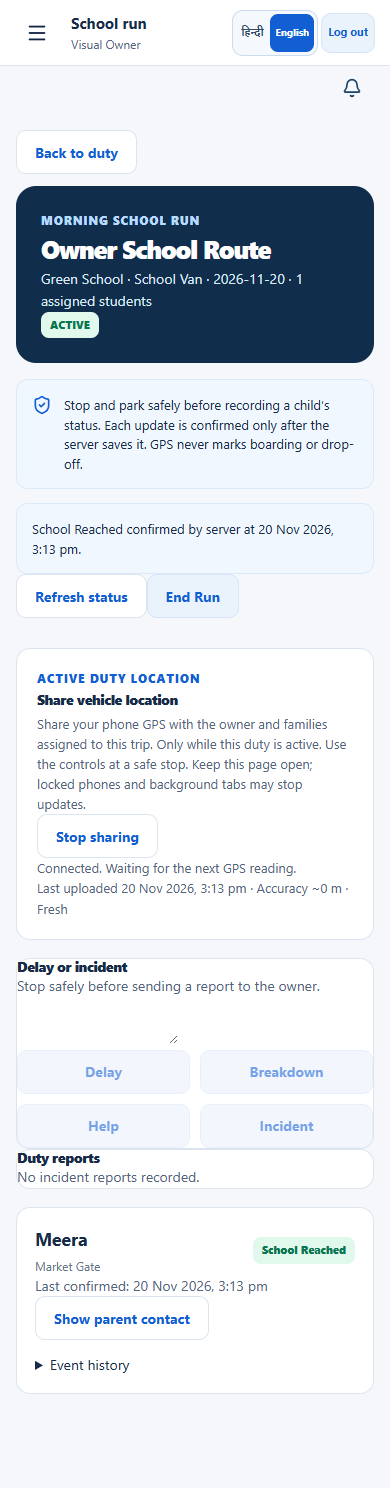 School run
Visual Owner
हिन्दी
English
Log out
Back to duty
MORNING SCHOOL RUN
Owner School Route
Green School · School Van · 2026-11-20 · 1
assigned students
ACTIVE
Stop and park safely before recording a child's
status. Each update is confirmed only after the
server saves it. GPS never marks boarding or drop-
off.
School Reached confirmed by server at 20 Nov 2026,
3:13 pm.
Refresh status
End Run
ACTIVE DUTY LOCATION
Share vehicle location
Share your phone GPS with the owner and families
assigned to this trip. Only while this duty is active. Use
the controls at a safe stop. Keep this page open;
locked phones and background tabs may stop
updates.
Stop sharing
Connected. Waiting for the next GPS reading.
Last uploaded 20 Nov 2026, 3:13 pm · Accuracy ~0 m ·
Fresh
Delay or incident
Stop safely before sending a report to the owner.
Delay
Breakdown
Help
Incident
Duty reports
No incident reports recorded.
Meera
School Reached
Market Gate
Last confirmed: 20 Nov 2026, 3:13 pm
Show parent contact
Event history